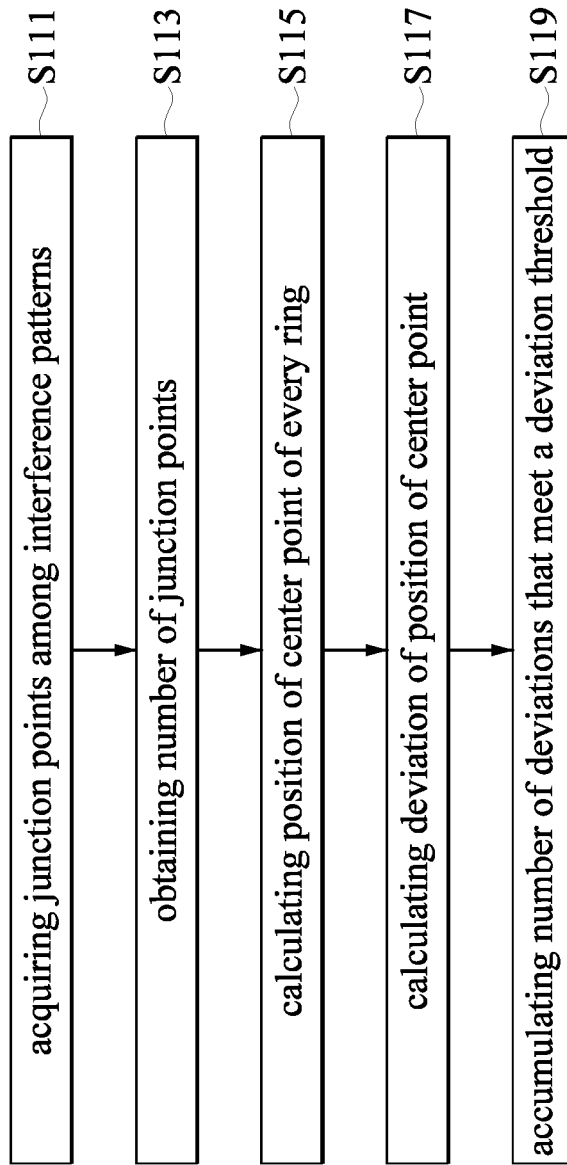 acquiring junction points among interference patterns
S111
obtaining number of junction points
S113
calculating position of center point of every ring
S115
calculating deviation of position of center point
S117
accumulating number of deviations that meet a deviation threshold
S119